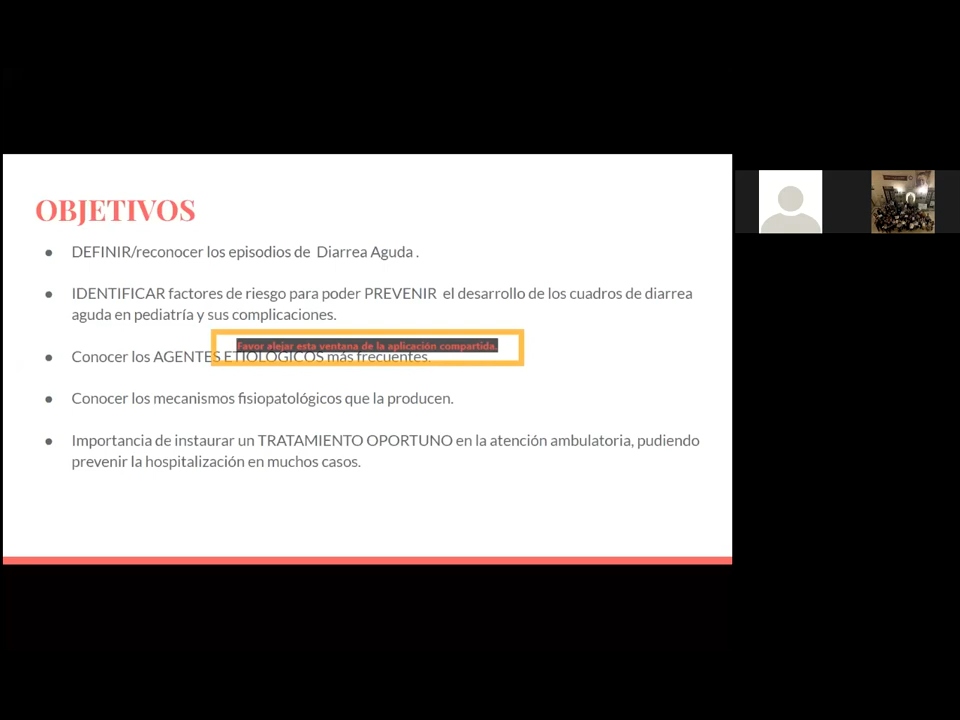 OBJETIVOS
● DEFINIR/reconocer los episodios de Diarrea Aguda .
● IDENTIFICAR factores de riesgo para poder PREVENIR el desarrollo de los cuadros de diarrea
aguda en pediatría y sus complicaciones.
Favor alejar esta ventana de la aplicación compartida.
● Conocer los AGENTES ETIOLOGICOS más frecuentes.
● Conocer los mecanismos fisiopatológicos que la producen.
● Importancia de instaurar un TRATAMIENTO OPORTUNO en la atención ambulatoria, pudiendo
prevenir la hospitalización en muchos casos.